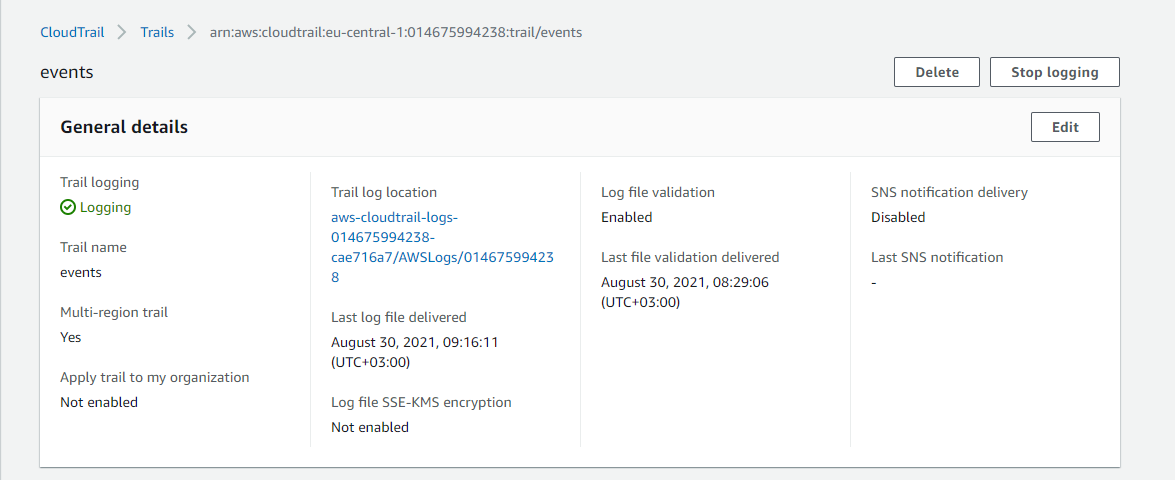 CloudTrail > Trails > arn:aws:cloudtrail:eu-central-1:014675994238:trail/events
events
Delete
Stop logging
General details
Edit
Trail logging
Logging
Trail name
events
Multi-region trail
Yes
Apply trail to my organization
Not enabled
Trail log location
aws-cloudtrail-logs-
014675994238-
cae716a7/AWSLogs/01467599423
8
Last log file delivered
August 30, 2021, 09:16:11
(UTC+03:00)
Log file SSE-KMS encryption
Not enabled
Log file validation
Enabled
Last file validation delivered
August 30, 2021, 08:29:06
(UTC+03:00)
SNS notification delivery
Disabled
Last SNS notification
-